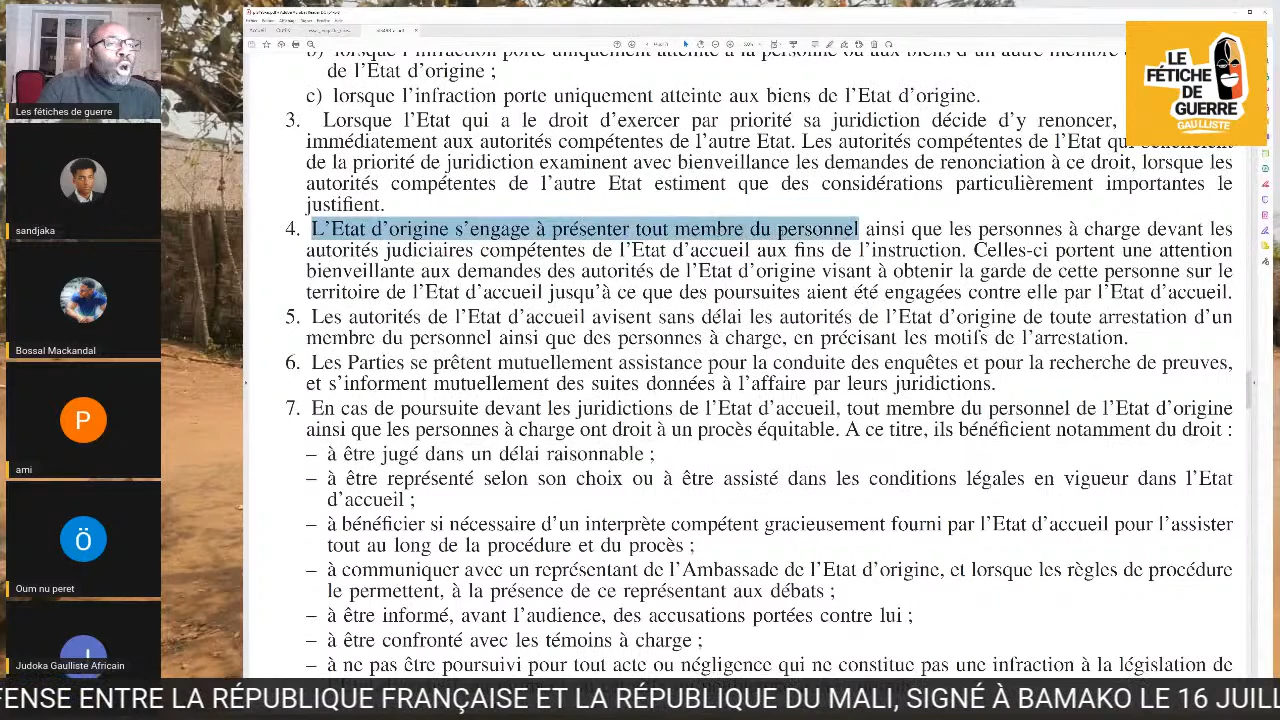 Les fétiches de guerre
sandjaka
Bossal Mackandal
ami
Oum nu peret
Judoka Gaulliste Africain
P
Ö
LE
FÉTICHE
DE
GUERRE
GAULLISTE
de l'Etat d'origine ;
c) lorsque l'infraction porte uniquement atteinte aux biens de l'Etat d'origine.
3. Lorsque l'Etat qui a le droit d'exercer par priorité sa juridiction décide d'y renoncer,
immédiatement aux autorités compétentes de l'autre Etat. Les autorités compétentes de l'Etat qui bénéficient
de la priorité de juridiction examinent avec bienveillance les demandes de renonciation à ce droit, lorsque les
autorités compétentes de l'autre Etat estiment que des considérations particulièrement importantes le
justifient.
4. L'Etat d'origine s'engage à présenter tout membre du personnel ainsi que les personnes à charge devant les
autorités judiciaires compétentes de l'Etat d'accueil aux fins de l'instruction. Celles-ci portent une attention
bienveillante aux demandes des autorités de l'Etat d'origine visant à obtenir la garde de cette personne sur le
territoire de l'Etat d'accueil jusqu'à ce que des poursuites aient été engagées contre elle par l'Etat d'accueil.
5. Les autorités de l'Etat d'accueil avisent sans délai les autorités de l'Etat d'origine de toute arrestation d'un
membre du personnel ainsi que des personnes à charge, en précisant les motifs de l'arrestation.
6. Les Parties se prêtent mutuellement assistance pour la conduite des enquêtes et pour la recherche de preuves,
et s'informent mutuellement des suites données à l'affaire par leurs juridictions.
7. En cas de poursuite devant les juridictions de l'Etat d'accueil, tout membre du personnel de l'Etat d'origine
ainsi que les personnes à charge ont droit à un procès équitable. A ce titre, ils bénéficient notamment du droit :
– à être jugé dans un délai raisonnable ;
– à être représenté selon son choix ou à être assisté dans les conditions légales en vigueur dans l'Etat
d'accueil ;
– à bénéficier si nécessaire d'un interprète compétent gracieusement fourni par l'Etat d'accueil pour l'assister
tout au long de la procédure et du procès ;
– à communiquer avec un représentant de l'Ambassade de l'Etat d'origine, et lorsque les règles de procédure
le permettent, à la présence de ce représentant aux débats ;
– à être informé, avant l'audience, des accusations portées contre lui ;
– à être confronté avec les témoins à charge ;
– à ne pas être poursuivi pour tout acte ou négligence qui ne constitue pas une infraction à la législation de
FENSE ENTRE LA RÉPUBLIQUE FRANÇAISE ET LA RÉPUBLIQUE DU MALI, SIGNÉ À BAMAKO LE 16 JUILL